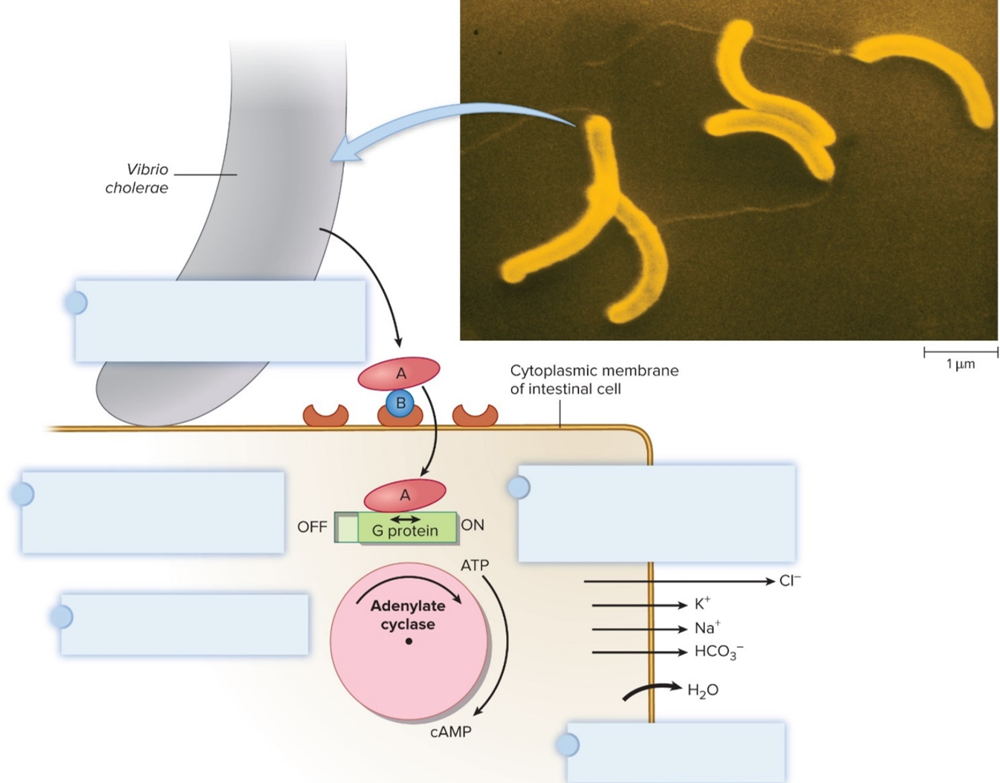 Vibrio
cholerae
1 µm
A
B
Cytoplasmic membrane
of intestinal cell
A
OFF
G protein
ON
ATP
Adenylate
cyclase
cAMP
Cl⁻
K⁺
Na⁺
HCO₃⁻
H₂O